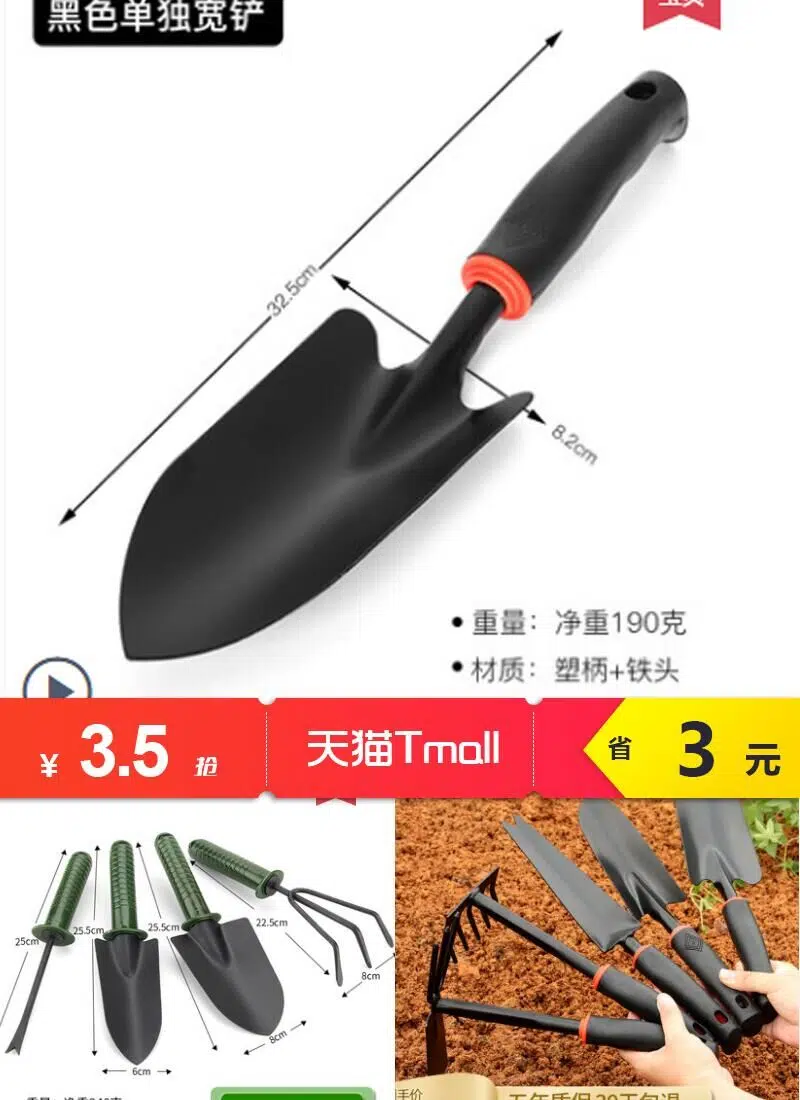 黑色单独宽铲
宝贝
32.5cm
8.2cm
重量：净重190克
材质：塑柄+铁头
¥ 3.5 抢
天猫Tmall
省 3 元
25cm
25.5cm
25.5cm
22.5cm
8cm
8cm
6cm